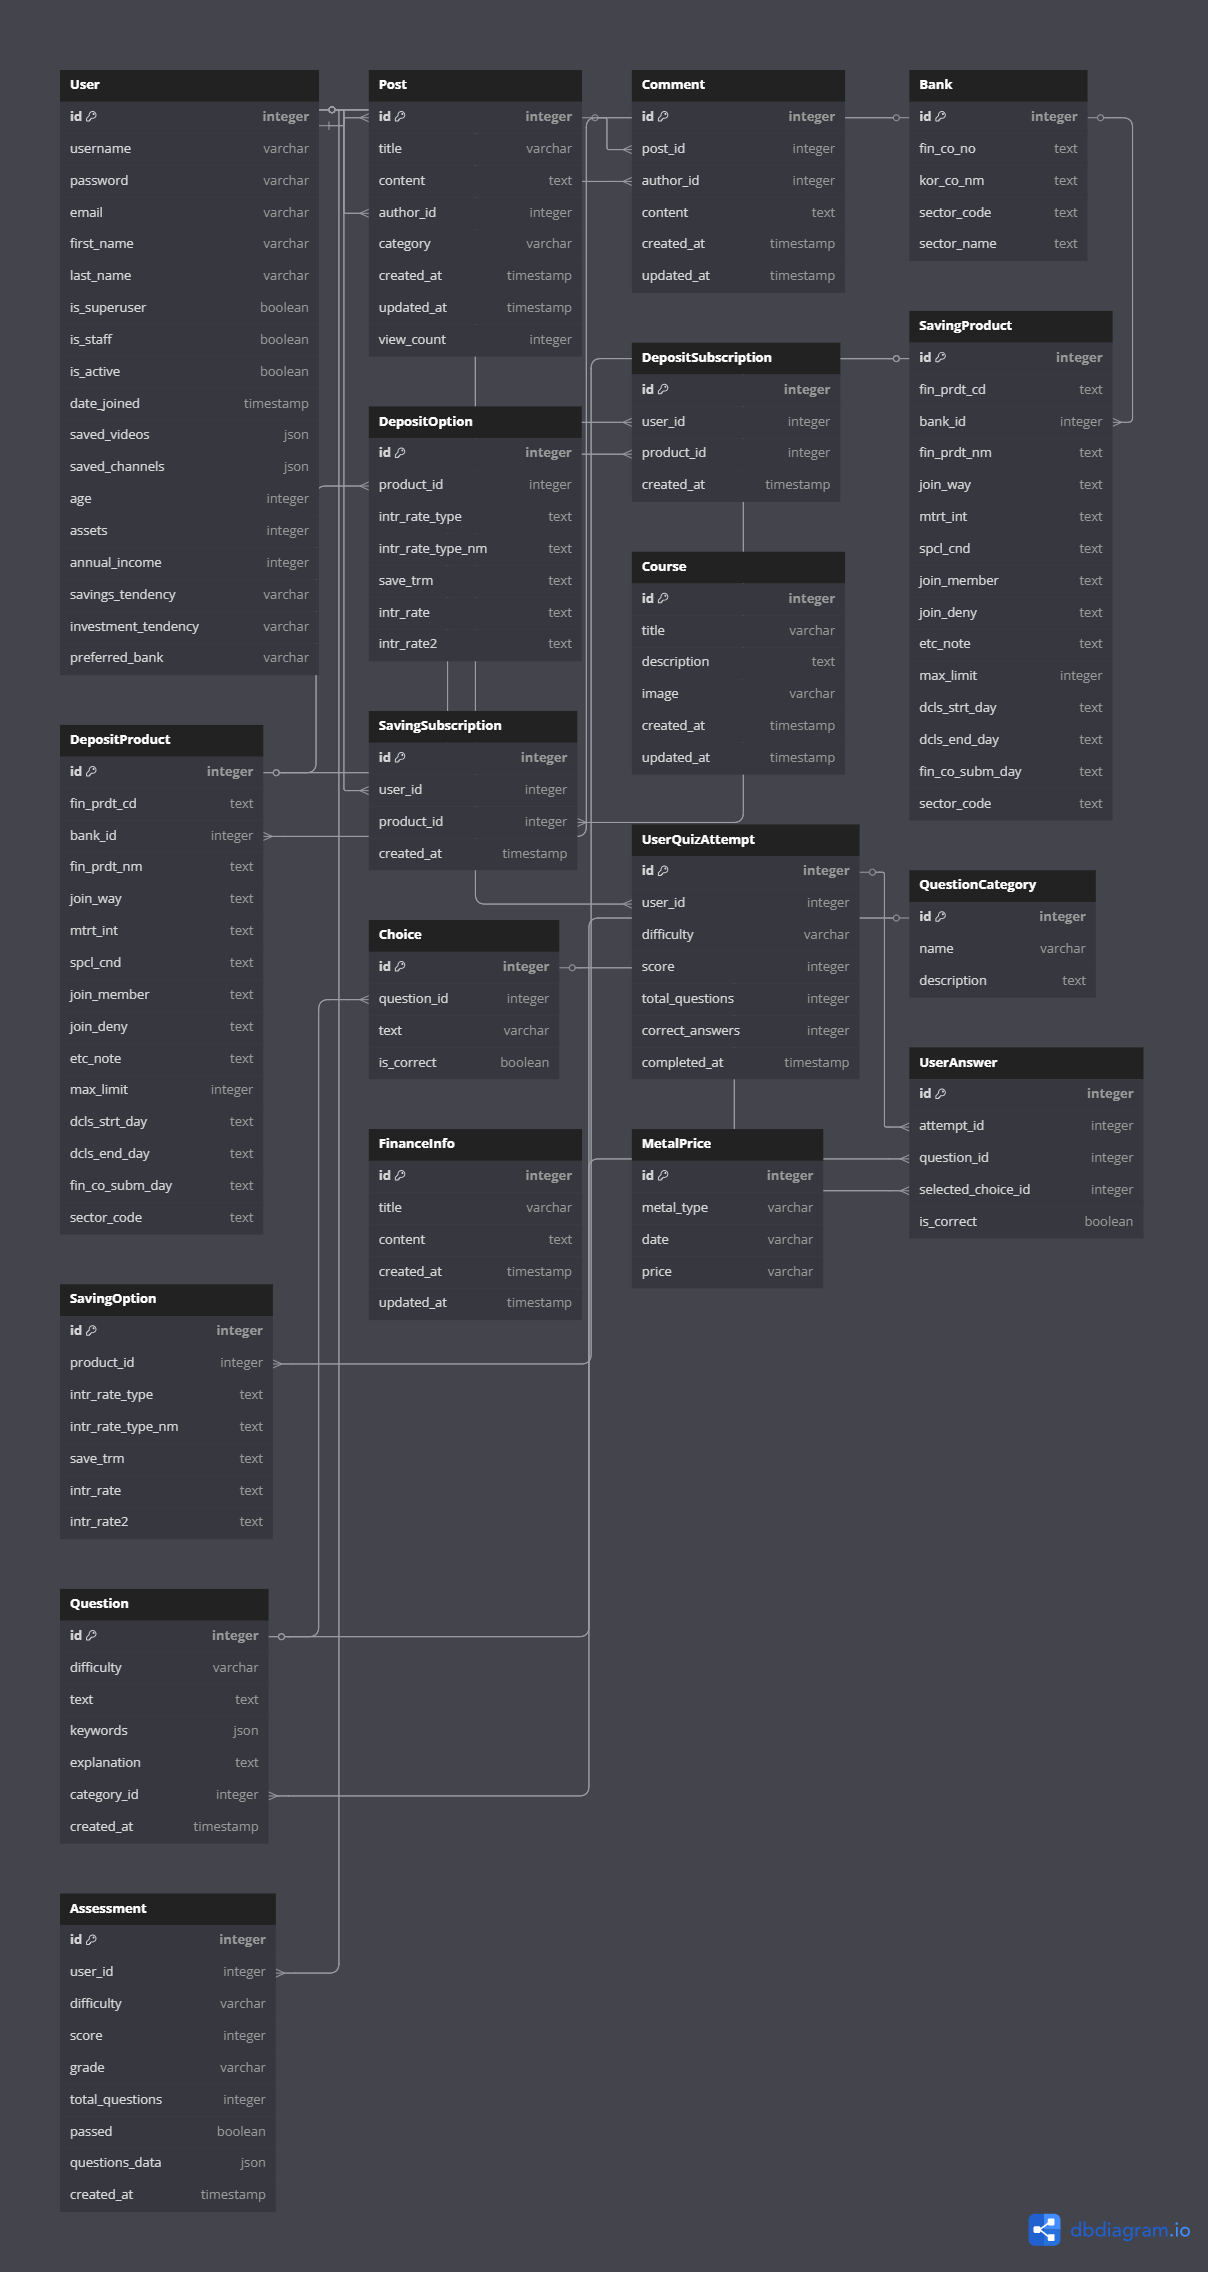 User
id integer
username varchar
password varchar
email varchar
first_name varchar
last_name varchar
is_superuser boolean
is_staff boolean
is_active boolean
date_joined timestamp
saved_videos json
saved_channels json
age integer
assets integer
annual_income integer
savings_tendency varchar
investment_tendency varchar
preferred_bank varchar
DepositProduct
id integer
fin_prdt_cd text
bank_id integer
fin_prdt_nm text
join_way text
mtrt_int text
spcl_cnd text
join_member text
join_deny text
etc_note text
max_limit integer
dcls_strt_day text
dcls_end_day text
fin_co_subm_day text
sector_code text
SavingOption
id integer
product_id integer
intr_rate_type text
intr_rate_type_nm text
save_trm text
intr_rate text
intr_rate2 text
Question
id integer
difficulty varchar
text text
keywords json
explanation text
category_id integer
created_at timestamp
Assessment
id integer
user_id integer
difficulty varchar
score integer
grade varchar
total_questions integer
passed boolean
questions_data json
created_at timestamp
Post
id integer
title varchar
content text
author_id integer
category varchar
created_at timestamp
updated_at timestamp
view_count integer
DepositOption
id integer
product_id integer
intr_rate_type text
intr_rate_type_nm text
save_trm text
intr_rate text
intr_rate2 text
SavingSubscription
id integer
user_id integer
product_id integer
created_at timestamp
Choice
id integer
question_id integer
text varchar
is_correct boolean
FinanceInfo
id integer
title varchar
content text
created_at timestamp
updated_at timestamp
Comment
id integer
post_id integer
author_id integer
content text
created_at timestamp
updated_at timestamp
DepositSubscription
id integer
user_id integer
product_id integer
created_at timestamp
Course
id integer
title varchar
description text
image varchar
created_at timestamp
updated_at timestamp
UserQuizAttempt
id integer
user_id integer
difficulty varchar
score integer
total_questions integer
correct_answers integer
completed_at timestamp
MetalPrice
id integer
metal_type varchar
date varchar
price varchar
Bank
id integer
fin_co_no text
kor_co_nm text
sector_code text
sector_name text
SavingProduct
id integer
fin_prdt_cd text
bank_id integer
fin_prdt_nm text
join_way text
mtrt_int text
spcl_cnd text
join_member text
join_deny text
etc_note text
max_limit integer
dcls_strt_day text
dcls_end_day text
fin_co_subm_day text
sector_code text
QuestionCategory
id integer
name varchar
description text
UserAnswer
id integer
attempt_id integer
question_id integer
selected_choice_id integer
is_correct boolean
dbdiagram.io